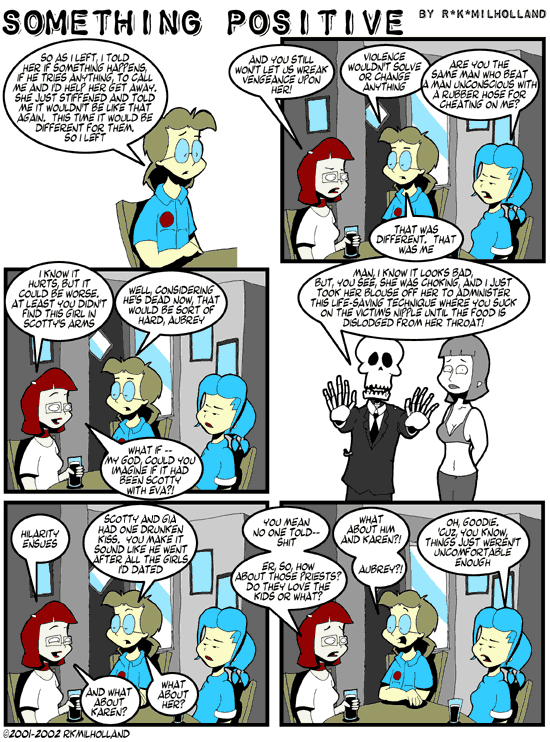 SOMETHING POSITIVE BY R*K*MILHOLLAND
SO AS I LEFT, I TOLD
HER IF SOMETHING HAPPENS,
IF HE TRIES ANYTHING, TO CALL
ME AND I'D HELP HER GET AWAY.
SHE JUST STIFFENED AND TOLD
ME IT WOULDN'T BE LIKE THAT
AGAIN. THIS TIME IT WOULD BE
DIFFERENT FOR THEM.
SO I LEFT
AND YOU STILL
WON'T LET US WREAK
VENGEANCE UPON
HER!
VIOLENCE
WOULDN'T SOLVE
OR CHANGE
ANYTHING
ARE YOU THE
SAME MAN WHO BEAT
A MAN UNCONSCIOUS WITH
A RUBBER HOSE FOR
CHEATING ON ME?
THAT WAS
DIFFERENT. THAT
WAS ME
I KNOW IT
HURTS, BUT IT
COULD BE WORSE.
AT LEAST YOU DIDN'T
FIND THIS GIRL IN
SCOTTY'S ARMS
WELL, CONSIDERING
HE'S DEAD NOW, THAT
WOULD BE SORT OF
HARD, AUBREY
WHAT IF --
MY GOD, COULD YOU
IMAGINE IF IT HAD
BEEN SCOTTY
WITH EVA?!
MAN, I KNOW IT LOOKS BAD,
BUT, YOU SEE, SHE WAS CHOKING, AND I JUST
TOOK HER BLOUSE OFF HER TO ADMINISTER
THIS LIFE-SAVING TECHNIQUE WHERE YOU SUCK
ON THE VICTIM'S NIPPLE UNTIL THE FOOD IS
DISLODGED FROM HER THROAT!
HILARITY
ENSUES
SCOTTY AND GIA
HAD ONE DRUNKEN
KISS. YOU MAKE IT
SOUND LIKE HE WENT
AFTER ALL THE GIRLS
I'D DATED
AND WHAT
ABOUT
KAREN?
WHAT
ABOUT
HER?
YOU MEAN
NO ONE TOLD--
SHIT
ER, SO, HOW
ABOUT THOSE PRIESTS?
DO THEY LOVE THE
KIDS OR WHAT?
WHAT
ABOUT HIM
AND KAREN?!
AUBREY?!
OH, GOODIE.
'CUZ, YOU KNOW,
THINGS JUST WEREN'T
UNCOMFORTABLE
ENOUGH
©2001-2002 RKMILHOLLAND